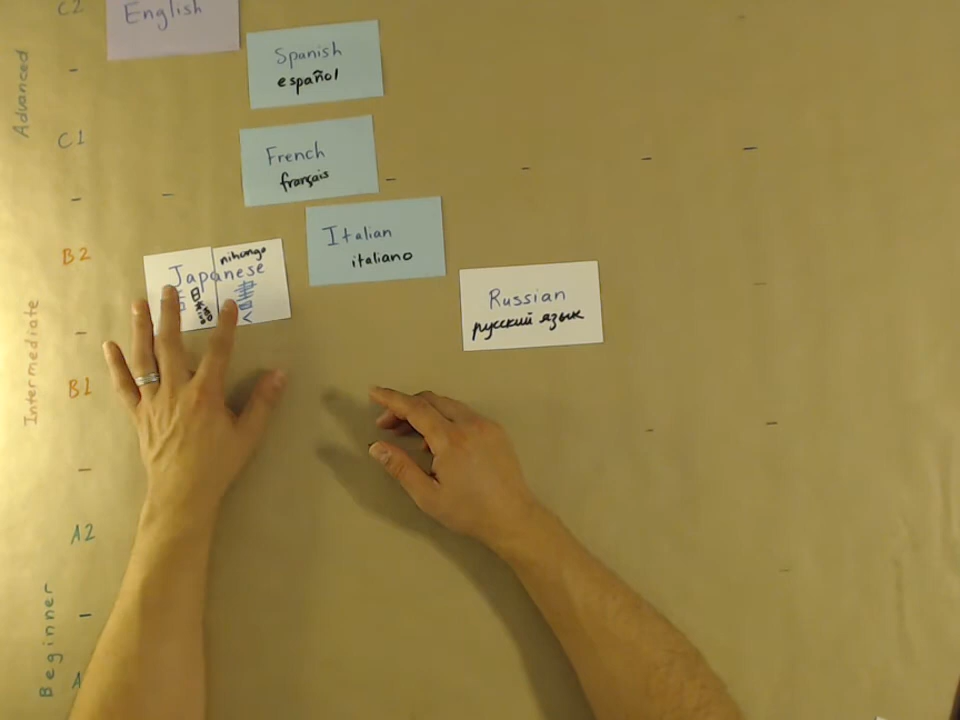 C2
English
Spanish
español
Advanced
C1
French
français
Italian
italiano
B2
nihongo
Japanese
Russian
русский язык
Intermediate
B1
A2
Beginner
A